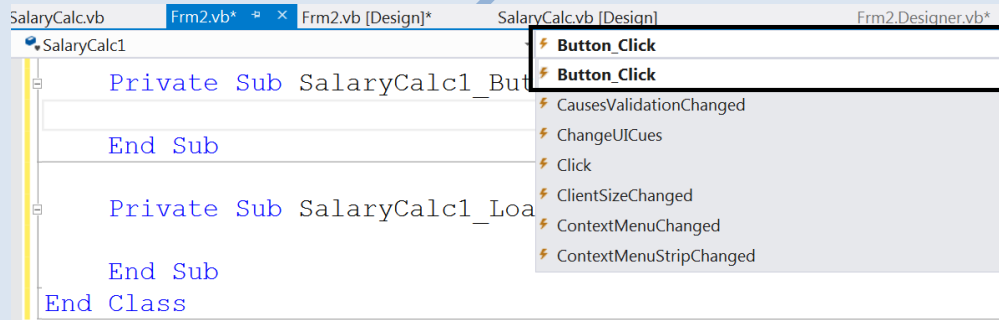 SalaryCalc.vb Frm2.vb* Frm2.vb [Design]* SalaryCalc.vb [Design] Frm2.Designer.vb*
SalaryCalc1 Button_Click
Private Sub SalaryCalc1_But
Button_Click
CausesValidationChanged
ChangeUICues
End Sub
Click
ClientSizeChanged
Private Sub SalaryCalc1_Loa
ContextMenuChanged
ContextMenuStripChanged
End Sub
End Class